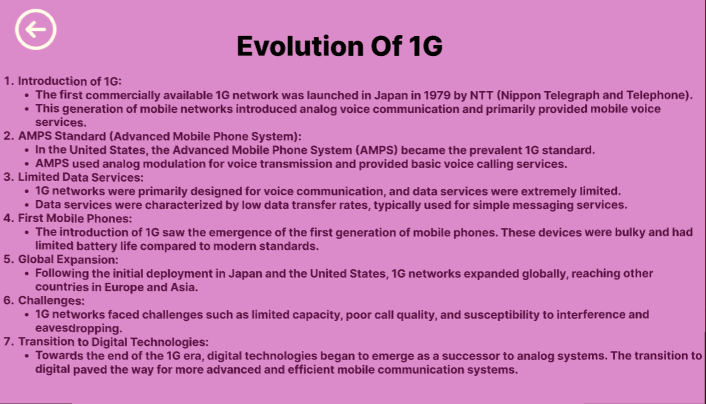 Evolution Of 1G
1. Introduction of 1G:
• The first commercially available 1G network was launched in Japan in 1979 by NTT (Nippon Telegraph and Telephone).
• This generation of mobile networks introduced analog voice communication and primarily provided mobile voice
services.
2. AMPS Standard (Advanced Mobile Phone System):
• In the United States, the Advanced Mobile Phone System (AMPS) became the prevalent 1G standard.
• AMPS used analog modulation for voice transmission and provided basic voice calling services.
3. Limited Data Services:
• 1G networks were primarily designed for voice communication, and data services were extremely limited.
• Data services were characterized by low data transfer rates, typically used for simple messaging services.
4. First Mobile Phones:
• The introduction of 1G saw the emergence of the first generation of mobile phones. These devices were bulky and had
limited battery life compared to modern standards.
5. Global Expansion:
• Following the initial deployment in Japan and the United States, 1G networks expanded globally, reaching other
countries in Europe and Asia.
6. Challenges:
• 1G networks faced challenges such as limited capacity, poor call quality, and susceptibility to interference and
eavesdropping.
7. Transition to Digital Technologies:
• Towards the end of the 1G era, digital technologies began to emerge as a successor to analog systems. The transition to
digital paved the way for more advanced and efficient mobile communication systems.